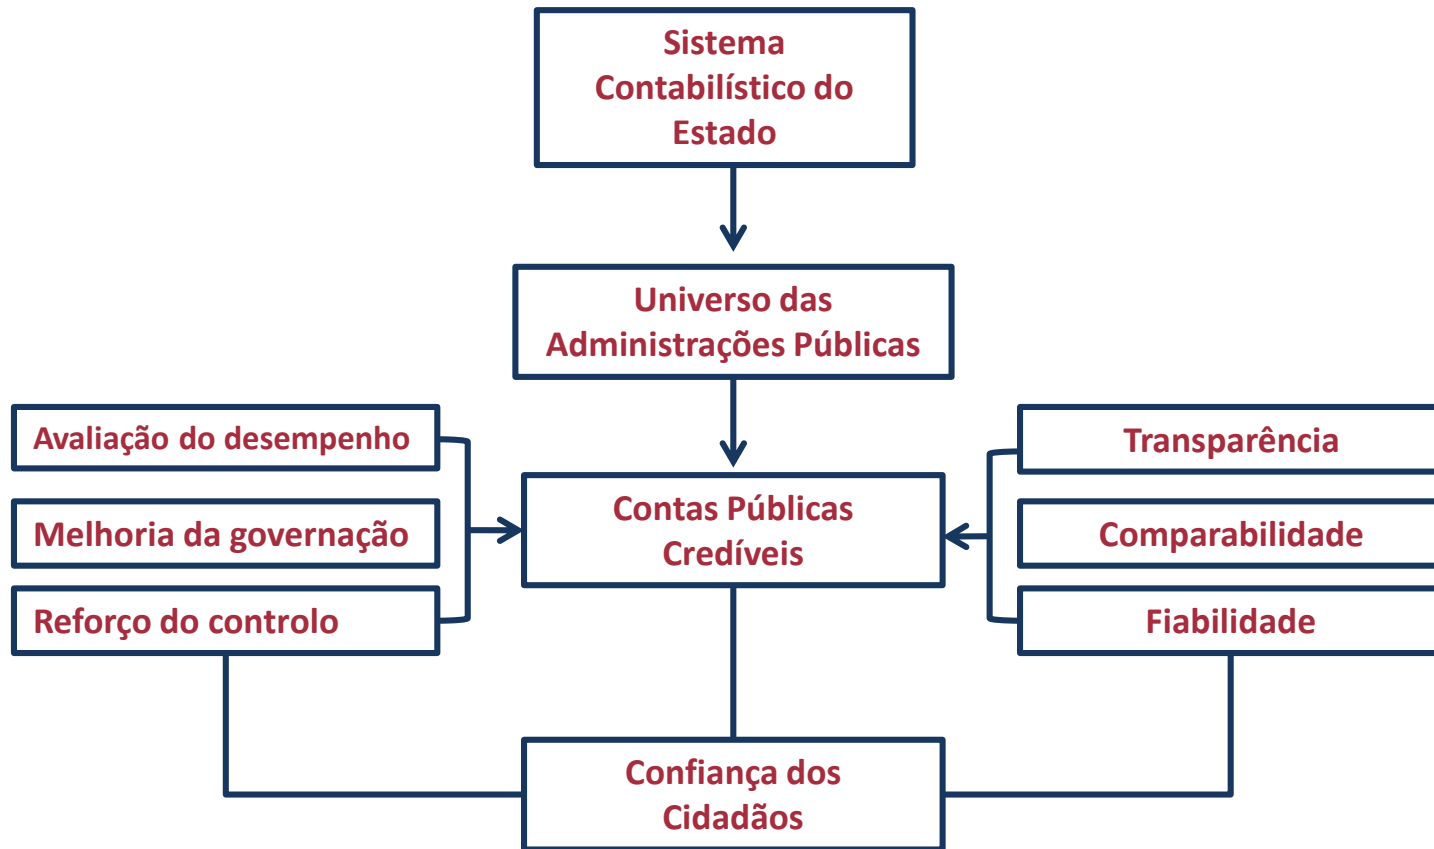 Sistema
Contabilístico do
Estado
Universo das
Administrações Públicas
Avaliação do desempenho
Melhoria da governação
Reforço do controlo
Contas Públicas
Credíveis
Transparência
Comparabilidade
Fiabilidade
Confiança dos
Cidadãos